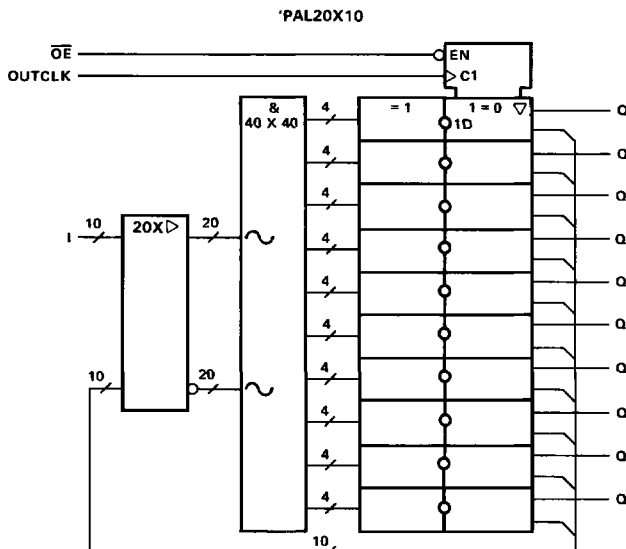 'PAL20X10
OE
EN
OUTCLK
C1
&
40 X 40
4
= 1
1 = 0 ▽
Q
1D
4
Q
4
Q
10
20X ▷
20
4
Q
I
4
Q
4
Q
10
20
4
Q
4
Q
4
Q
4
Q
10